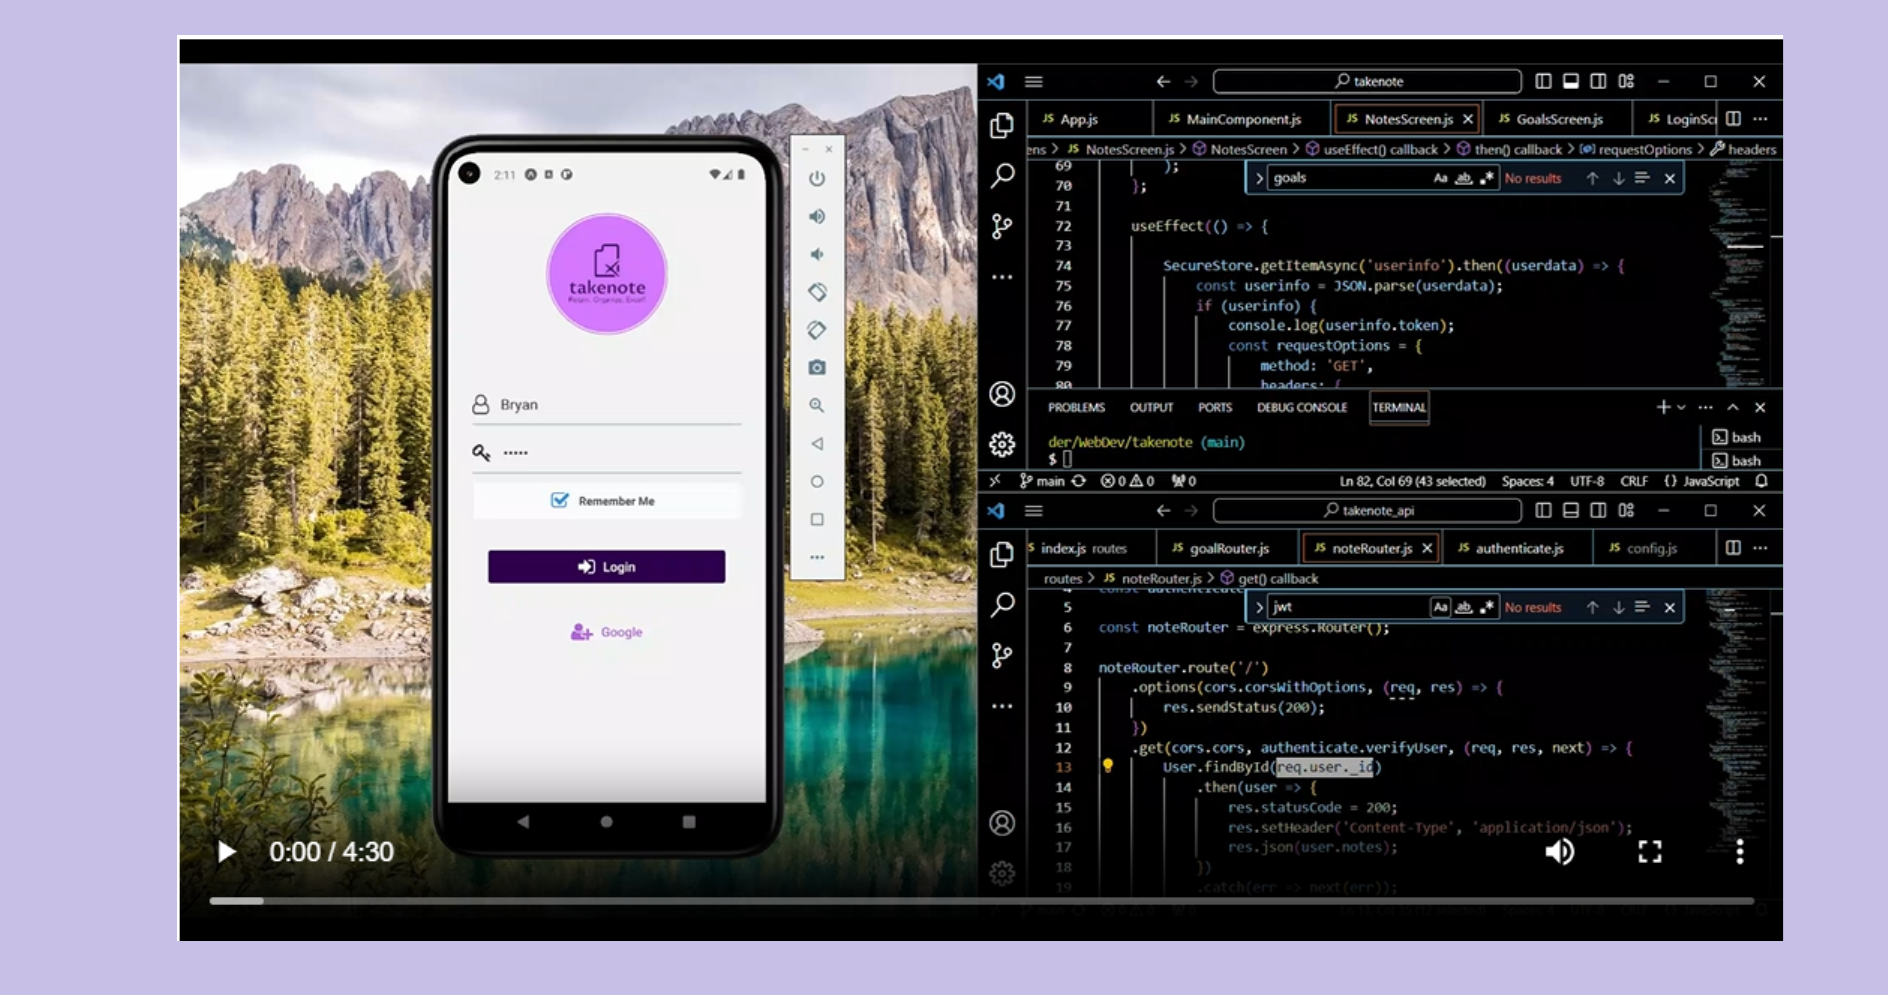 2:11
takenote
Bryan
•••••
Remember Me
Login
Google
0:00 / 4:30
takenote
JS App.js
JS MainComponent.js
JS NotesScreen.js
JS GoalsScreen.js
JS LoginScr
ens > JS NotesScreen.js > NotesScreen > useEffect() callback > then() callback > requestOptions > headers
goals
Aa ab, .* No results
69 );
70 };
71
72 useEffect(() => {
73
74 SecureStore.getItemAsync('userinfo').then((userdata) => {
75 const userinfo = JSON.parse(userdata);
76 if (userinfo) {
77 console.log(userinfo.token);
78 const requestOptions = {
79 method: 'GET',
80 headers: {
PROBLEMS OUTPUT PORTS DEBUG CONSOLE TERMINAL
der/WebDev/takenote (main)
$
bash
bash
main 0 0 0 Ln 82, Col 69 (43 selected) Spaces: 4 UTF-8 CRLF {} JavaScript
takenote_api
S index.js routes
JS goalRouter.js
JS noteRouter.js
JS authenticate.js
JS config.js
routes > JS noteRouter.js > get() callback
jwt
Aa ab, .* No results
4 const authenticate
5
6 const noteRouter = express.Router();
7
8 noteRouter.route('/')
9 .options(cors.corsWithOptions, (req, res) => {
10 res.sendStatus(200);
11 })
12 .get(cors.cors, authenticate.verifyUser, (req, res, next) => {
13 User.findById(req.user._id)
14 .then(user => {
15 res.statusCode = 200;
16 res.setHeader('Content-Type', 'application/json');
17 res.json(user.notes);
18 })
19 .catch(err => next(err));